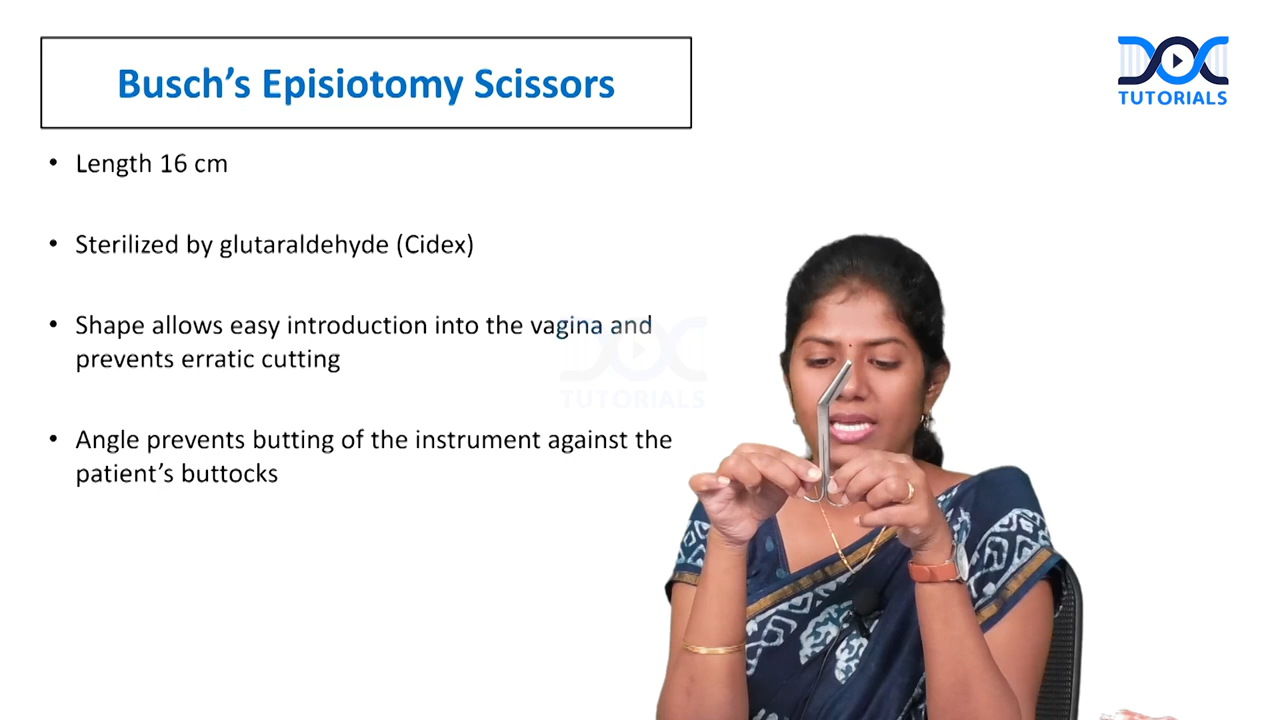 Busch’s Episiotomy Scissors
TUTORIALS
• Length 16 cm
• Sterilized by glutaraldehyde (Cidex)
• Shape allows easy introduction into the vagina and
prevents erratic cutting
TUTORIALS
• Angle prevents butting of the instrument against the
patient’s buttocks